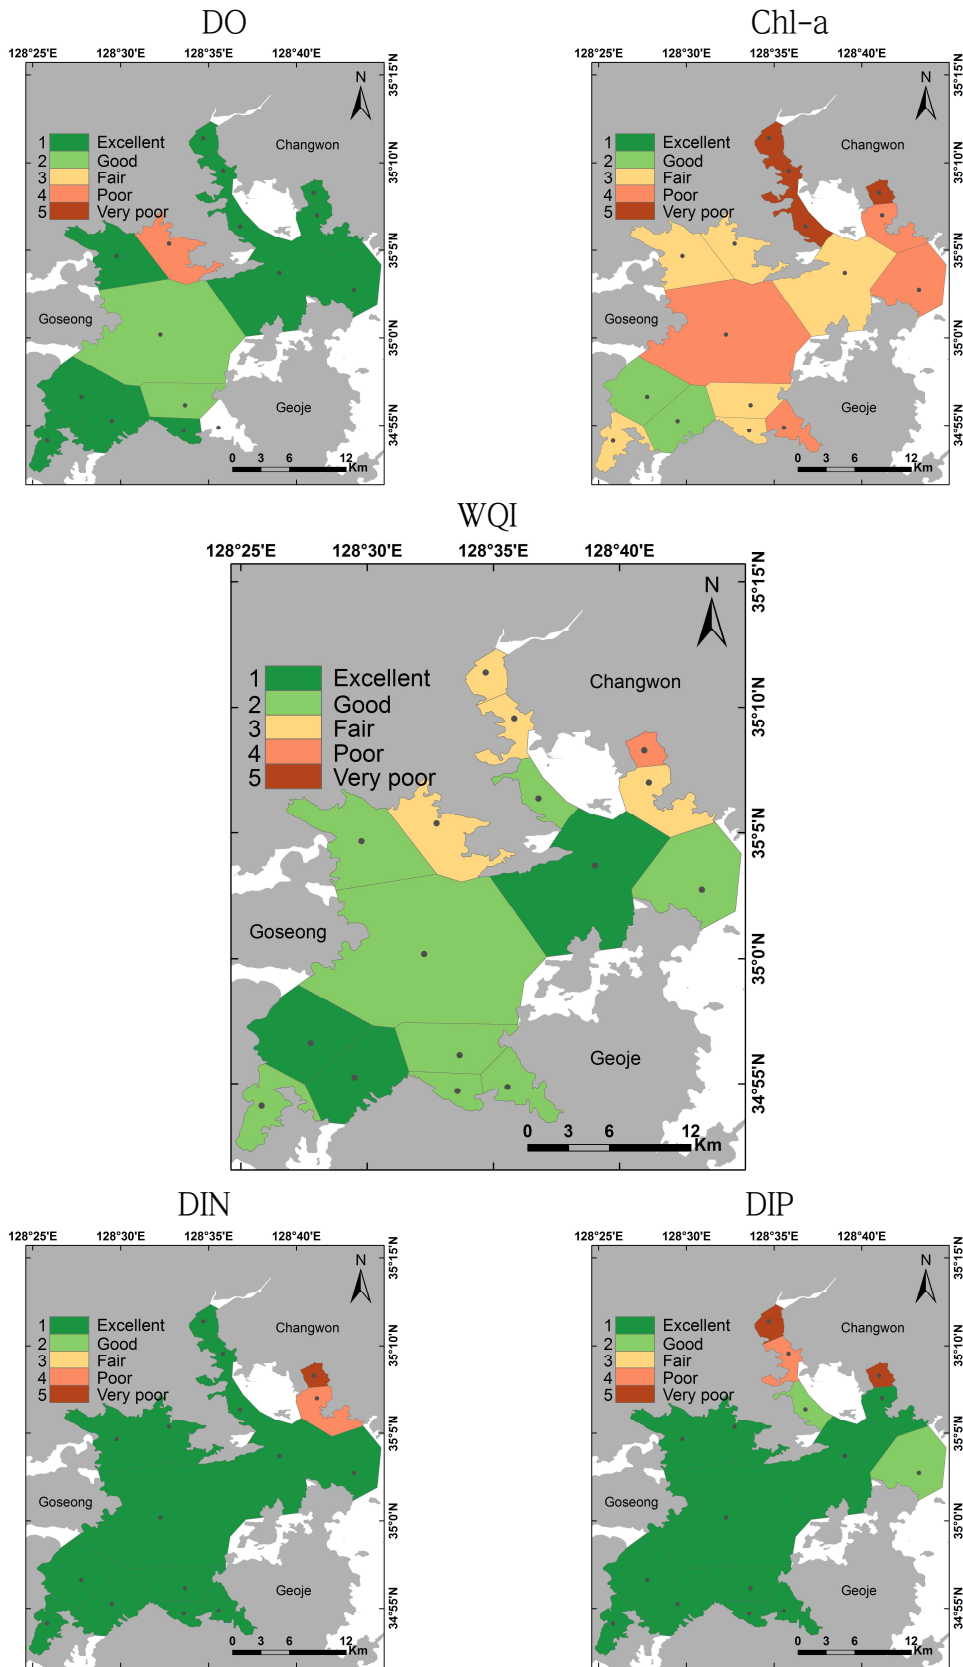 DO
128°25'E 128°30'E 128°35'E 128°40'E
35°15'N
N
Changwon
1 Excellent
2 Good
3 Fair
4 Poor
5 Very poor
35°10'N
35°5'N
Goseong
35°0'N
Geoje
34°55'N
0 3 6 12
Km
Chl-a
128°25'E 128°30'E 128°35'E 128°40'E
35°15'N
N
Changwon
1 Excellent
2 Good
3 Fair
4 Poor
5 Very poor
35°10'N
35°5'N
Goseong
35°0'N
Geoje
34°55'N
0 3 6 12
Km
WQI
128°25'E 128°30'E 128°35'E 128°40'E
35°15'N
N
Changwon
1 Excellent
2 Good
3 Fair
4 Poor
5 Very poor
35°10'N
35°5'N
Goseong
35°0'N
Geoje
34°55'N
0 3 6 12
Km
DIN
128°25'E 128°30'E 128°35'E 128°40'E
35°15'N
N
Changwon
1 Excellent
2 Good
3 Fair
4 Poor
5 Very poor
35°10'N
35°5'N
Goseong
35°0'N
Geoje
34°55'N
0 3 6 12
Km
DIP
128°25'E 128°30'E 128°35'E 128°40'E
35°15'N
N
Changwon
1 Excellent
2 Good
3 Fair
4 Poor
5 Very poor
35°10'N
35°5'N
Goseong
35°0'N
Geoje
34°55'N
0 3 6 12
Km